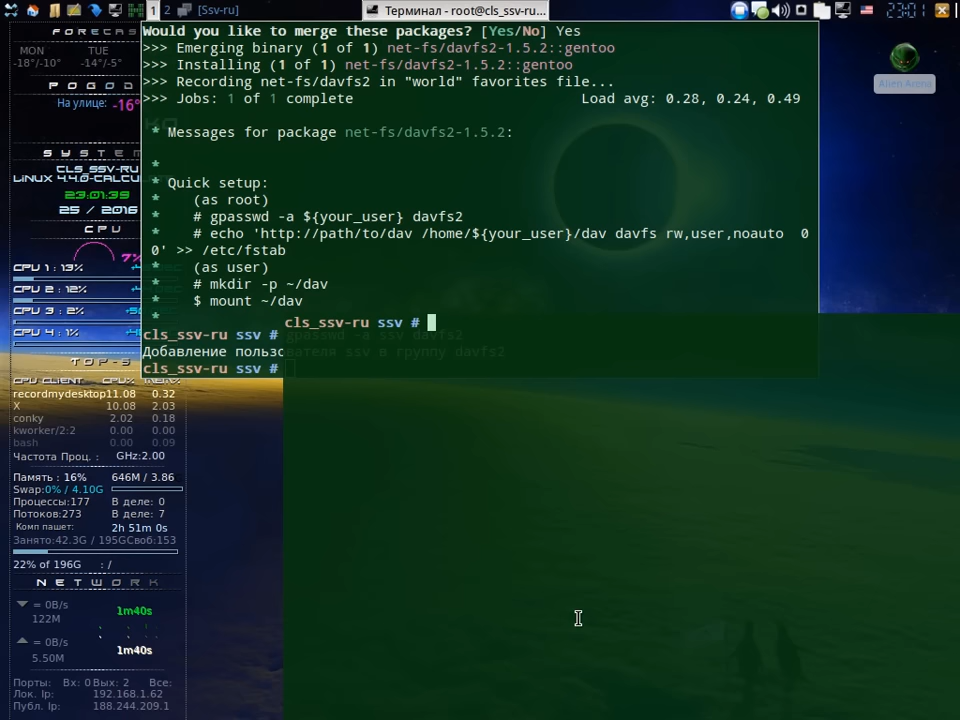 1 2 [Ssv-ru] Терминал - root@cls_ssv-ru... 23:01
MON TUE
-18°/-10° -14°/-5°
На улице: -16°
CLS_SSV-RU
23:01:39
25 / 2016
CPU
7%
CPU 1 : 13%
CPU 2 : 12%
CPU 3 : 2%
CPU 4 : 1%
TOP-5
recordmydesktop11.08 0.32
X 10.08 2.03
conky 2.02 0.18
kworker/2:2 0.00 0.00
bash 0.00 0.09
Частота Проц. : GHz:2.00
Память : 16% 646M / 3.86
Swap:0% / 4.10G
Процессы:177 В деле: 0
Потоков:273 В деле: 7
Комп пашет: 2h 51m 0s
Занято:42.3G / 195GСвоб:153
22% of 196G : /
NETWORK
= 0B/s 1m40s
122M
= 0B/s
5.50M 1m40s
Порты: Вх: 0 Вых: 2 Все:
Лок. Ip: 192.168.1.62
Публ. Ip: 188.244.209.1
Would you like to merge these packages? [Yes/No] Yes
>>> Emerging binary (1 of 1) net-fs/davfs2-1.5.2::gentoo
>>> Installing (1 of 1) net-fs/davfs2-1.5.2::gentoo
>>> Recording net-fs/davfs2 in "world" favorites file...
>>> Jobs: 1 of 1 complete Load avg: 0.28, 0.24, 0.49
* Messages for package net-fs/davfs2-1.5.2:
*
* Quick setup:
* (as root)
* # gpasswd -a ${your_user} davfs2
* # echo 'http://path/to/dav /home/${your_user}/dav davfs rw,user,noauto 0
0' >> /etc/fstab
* (as user)
* # mkdir -p ~/dav
* $ mount ~/dav
*
cls_ssv-ru ssv #
cls_ssv-ru ssv # gpasswd -a ssv davfs2
Добавление пользователя ssv в группу davfs2
cls_ssv-ru ssv #
Alien Arena